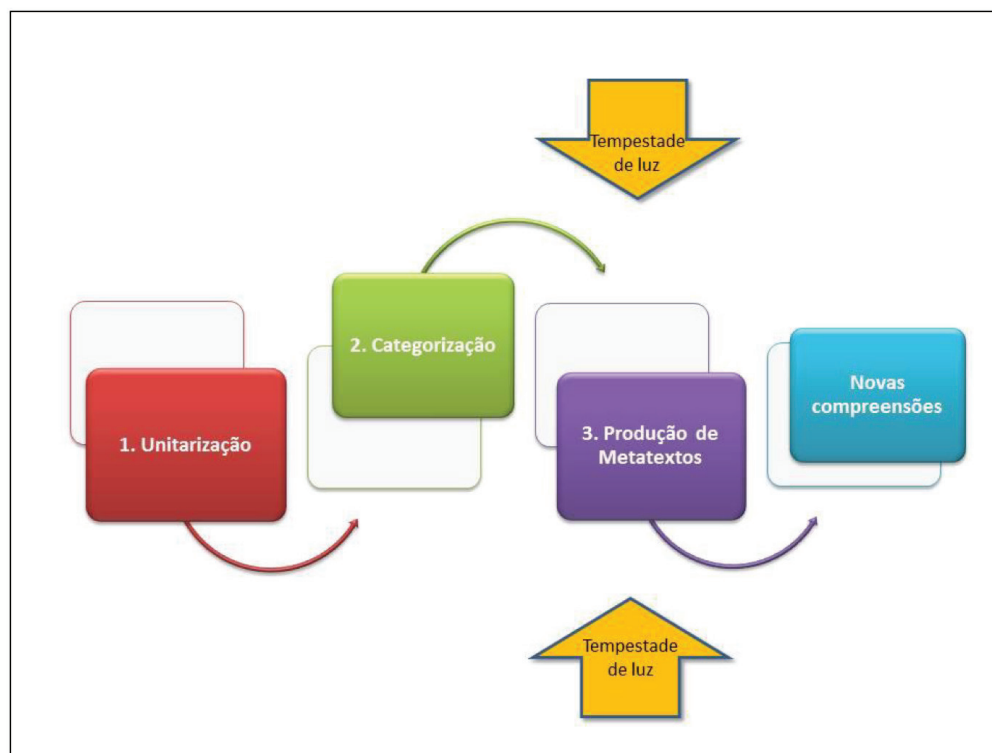 Tempestade
de luz
2. Categorização
1. Unitarização
3. Produção de
Metatextos
Novas
compreensões
Tempestade
de luz